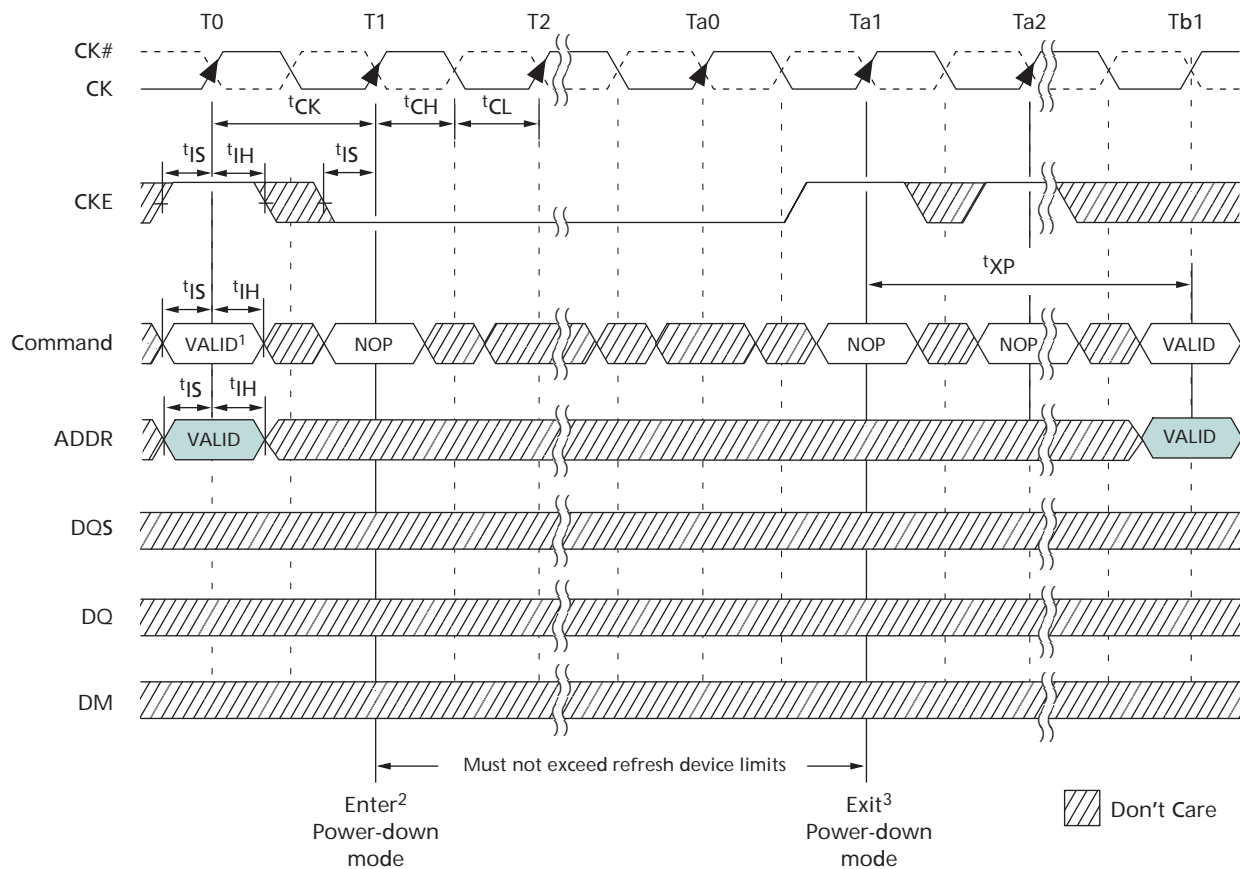 T0 T1 T2 Ta0 Ta1 Ta2 Tb1
CK#
CK
tCK tCH tCL
tIS tIH tIS
CKE
tXP
tIS tIH
Command VALID1 NOP NOP NOP VALID
tIS tIH
ADDR VALID VALID
DQS
DQ
DM
Must not exceed refresh device limits
Enter2
Power-down
mode
Exit3
Power-down
mode
Don't Care